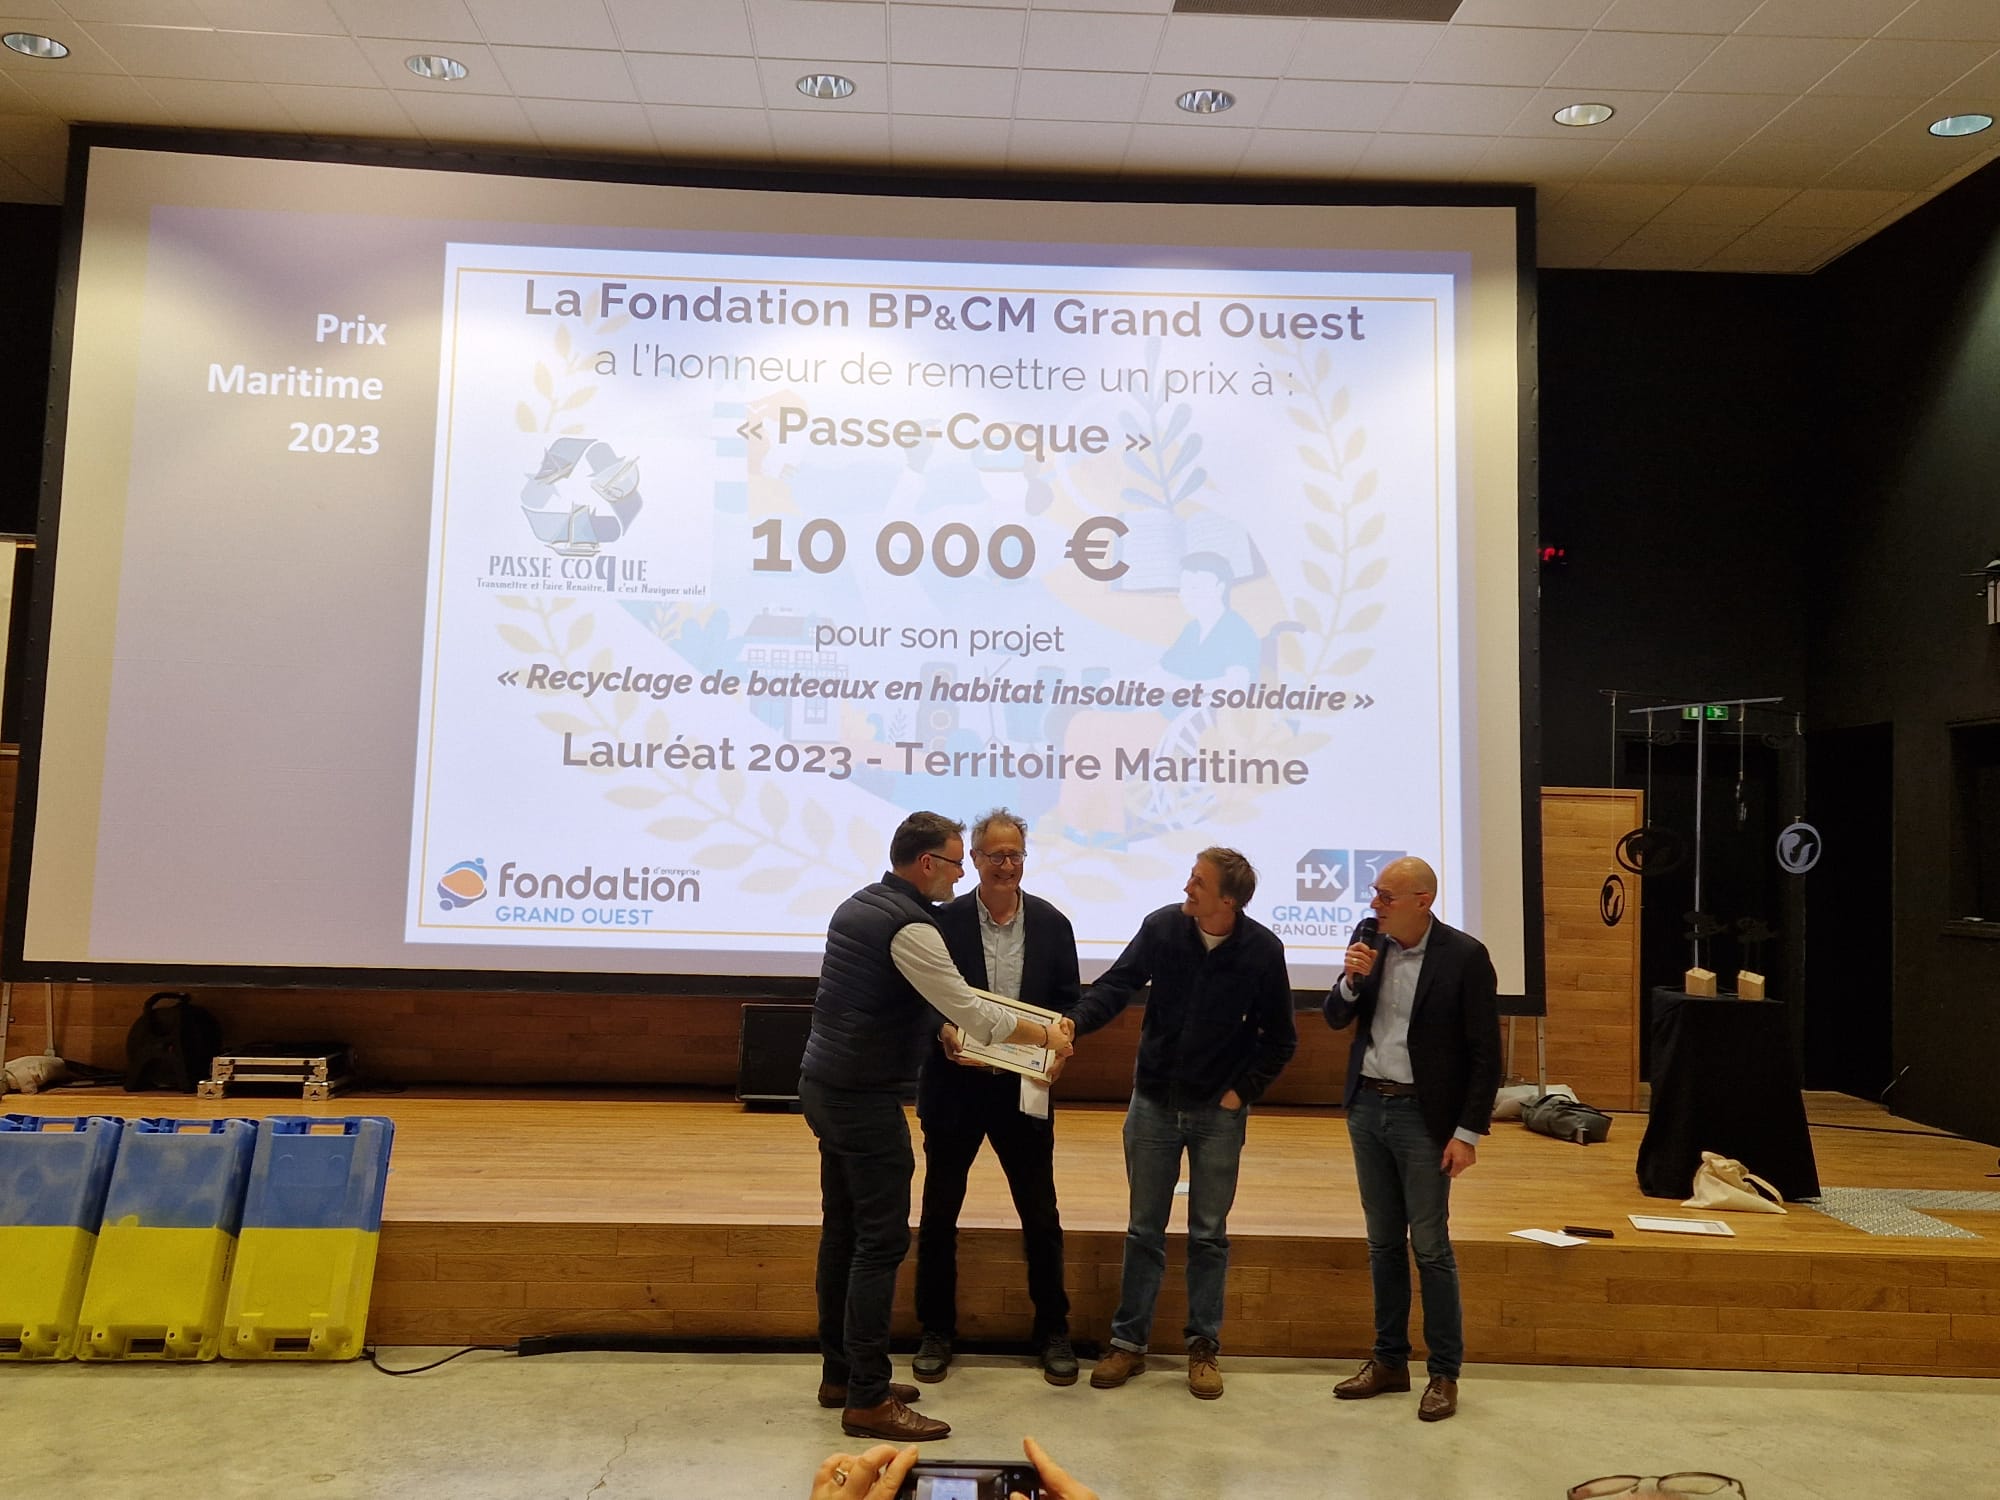 Prix
Maritime
2023
La Fondation BP&CM Grand Ouest
a l'honneur de remettre un prix à :
« Passe-Coque »
PASSE COQUE
Transmettre et Faire Renaître, c'est Naviguer utile!
10 000 €
pour son projet
« Recyclage de bateaux en habitat insolite et solidaire »
Lauréat 2023 - Territoire Maritime
fondation
d'entreprise
GRAND OUEST
+X
GRAND
BANQUE